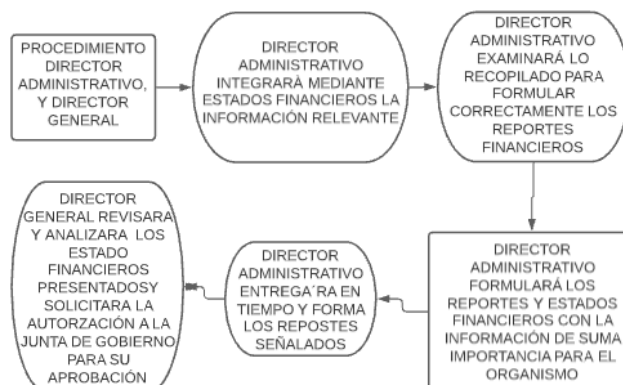 PROCEDIMIENTO
DIRECTOR
ADMINISTRATIVO,
Y DIRECTOR
GENERAL
DIRECTOR
ADMINISTRATIVO
INTEGRARÀ MEDIANTE
ESTADOS FINANCIEROS LA
INFORMACIÓN RELEVANTE
DIRECTOR
ADMINISTRATIVO
EXAMINARÁ LO
RECOPILADO PARA
FORMULAR
CORRECTAMENTE LOS
REPORTES
FINANCIEROS
DIRECTOR
ADMINISTRATIVO
FORMULARÁ LOS
REPORTES Y ESTADOS
FINANCIEROS CON LA
INFORMACIÓN DE SUMA
IMPORTANCIA PARA EL
ORGANISMO
DIRECTOR
ADMINISTRATIVO
ENTREGA´RA EN
TIEMPO Y FORMA
LOS REPOSTES
SEÑALADOS
DIRECTOR
GENERAL REVISARA
Y ANALIZARA LOS
ESTADO
FINANCIEROS
PRESENTADOSY
SOLICITARA LA
AUTORZACIÓN A LA
JUNTA DE GOBIERNO
PARA SU
APROBACIÓN